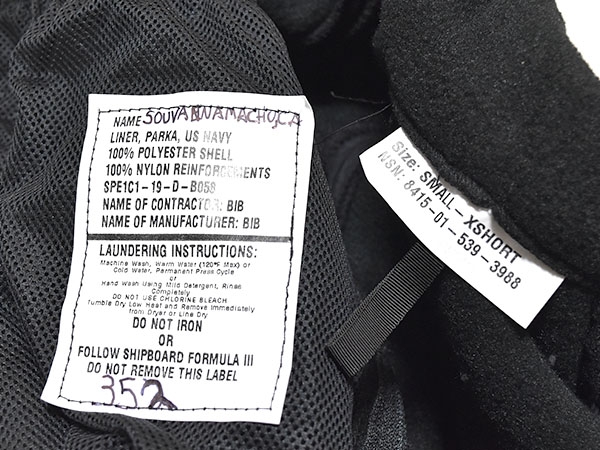 NAME SOUVANNAMACHUCA
LINER, PARKA, US NAVY
100% POLYESTER SHELL
100% NYLON REINFORCEMENTS
SPE1C1-19-D-B058
NAME OF CONTRACTOR: BIB
NAME OF MANUFACTURER: BIB
LAUNDERING INSTRUCTIONS:
Machine Wash, Warm Water (120°F Max) or
Cold Water, Permanent Press Cycle
or
Hand Wash Using Mild Detergent, Rinse
Completely
DO NOT USE CHLORINE BLEACH
Tumble Dry Low Heat and Remove Immediately
from Dryer or Line Dry
DO NOT IRON
OR
FOLLOW SHIPBOARD FORMULA III
DO NOT REMOVE THIS LABEL
352
Size: SMALL-XSHORT
NSN: 8415-01-539-3988